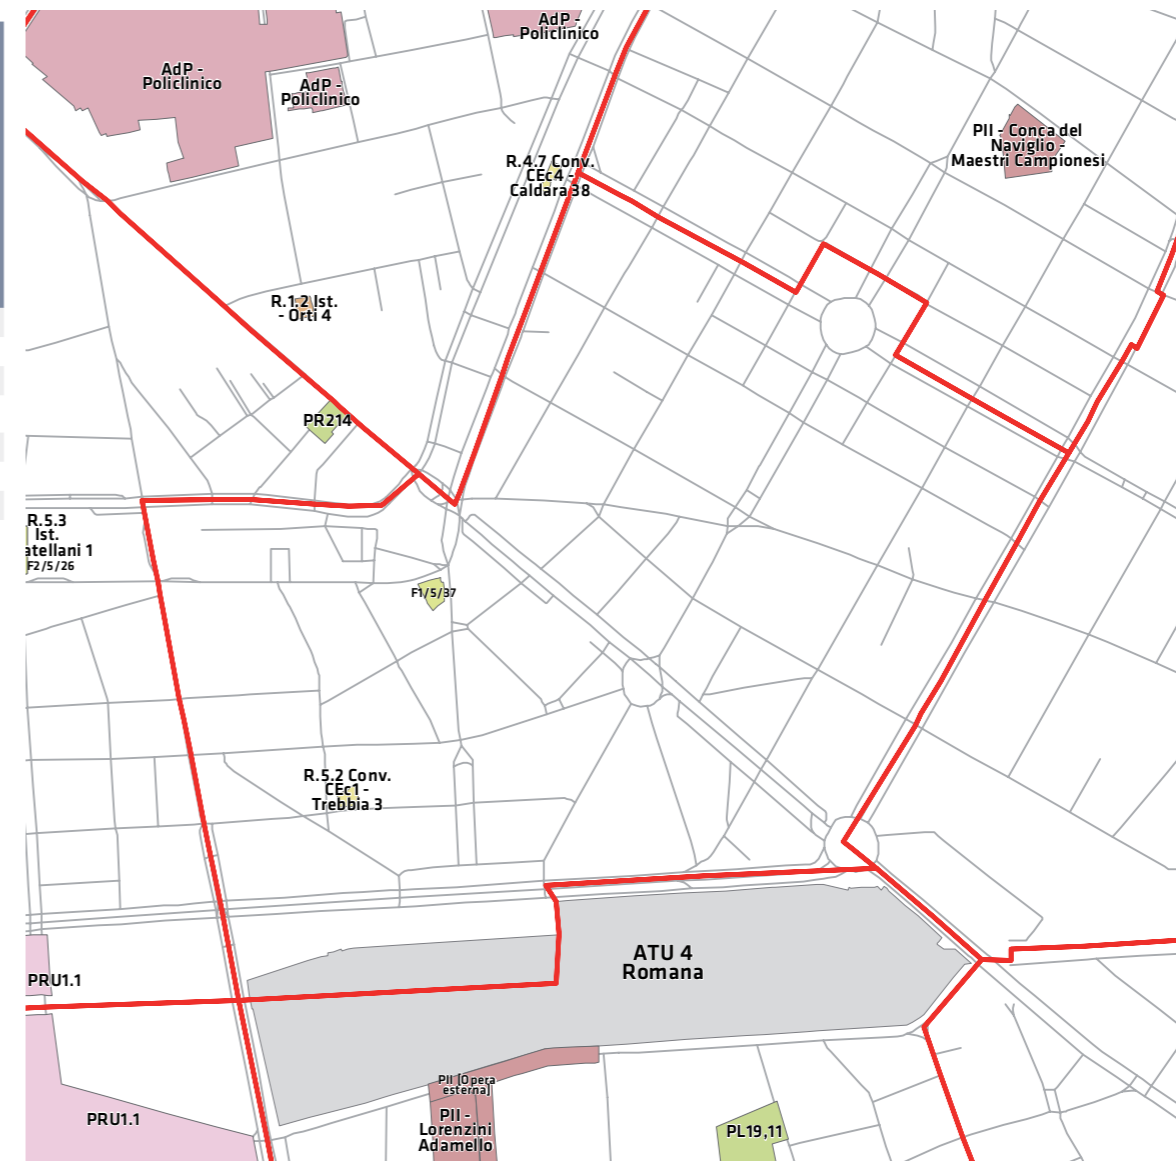 AdP -
Policlinico
AdP -
Policlinico
AdP -
Policlinico
PII - Conca del
Naviglio -
Maestri Campionesi
R.4.7 Conv.
CEc4 -
Caldara 38
R.1.2 Ist.
- Orti 4
PR214
R.5.3
Ist.
atellani 1
F2/5/26
F1/5/37
R.5.2 Conv.
CEc1 -
Trebbia 3
ATU 4
Romana
PRU1.1
PRU1.1
PII [Opera
esterna]
PII -
Lorenzini
Adamello
PL19,11